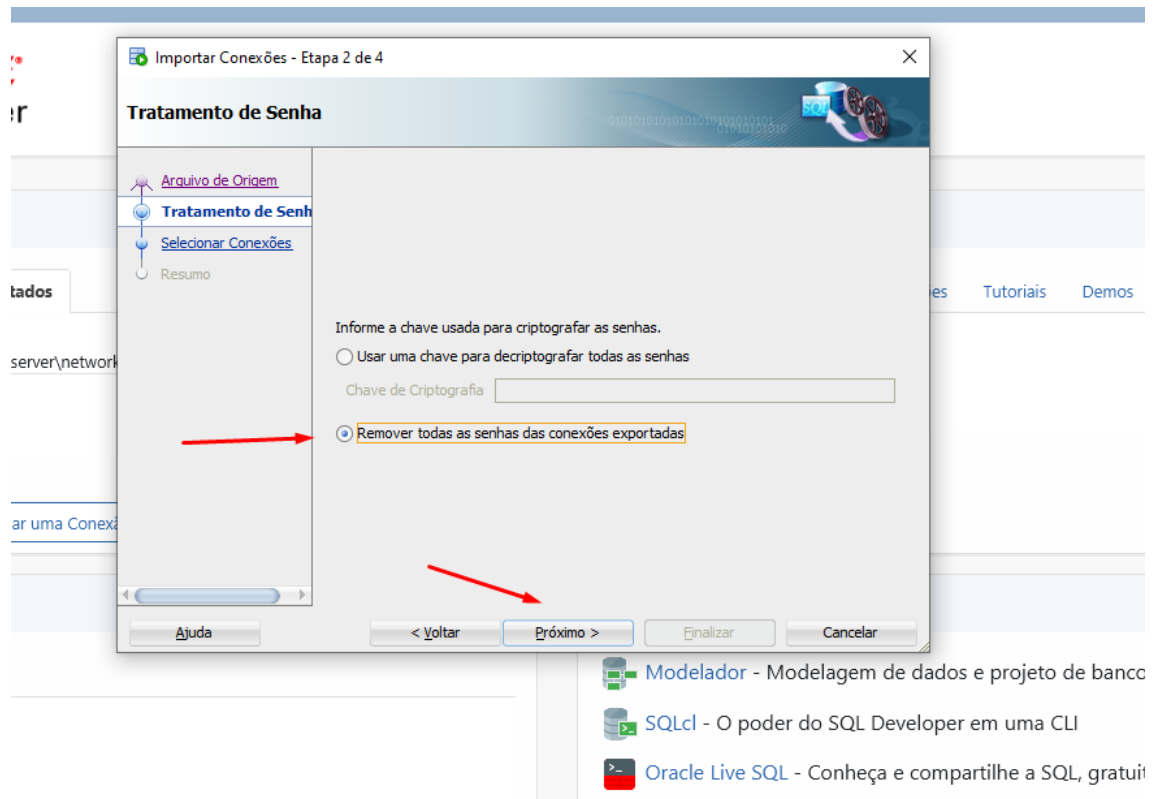 Importar Conexões - Etapa 2 de 4
er
Tratamento de Senha
Arquivo de Origem
Tratamento de Senh
Selecionar Conexões
Resumo
tados
es Tutoriais Demos
server\network
Informe a chave usada para criptografar as senhas.
Usar uma chave para decriptografar todas as senhas
Chave de Criptografia
Remover todas as senhas das conexões exportadas
ar uma Conexã
Ajuda
< Voltar
Próximo >
Finalizar
Cancelar
Modelador - Modelagem de dados e projeto de banco
SQLcl - O poder do SQL Developer em uma CLI
Oracle Live SQL - Conheça e compartilhe a SQL, gratuit